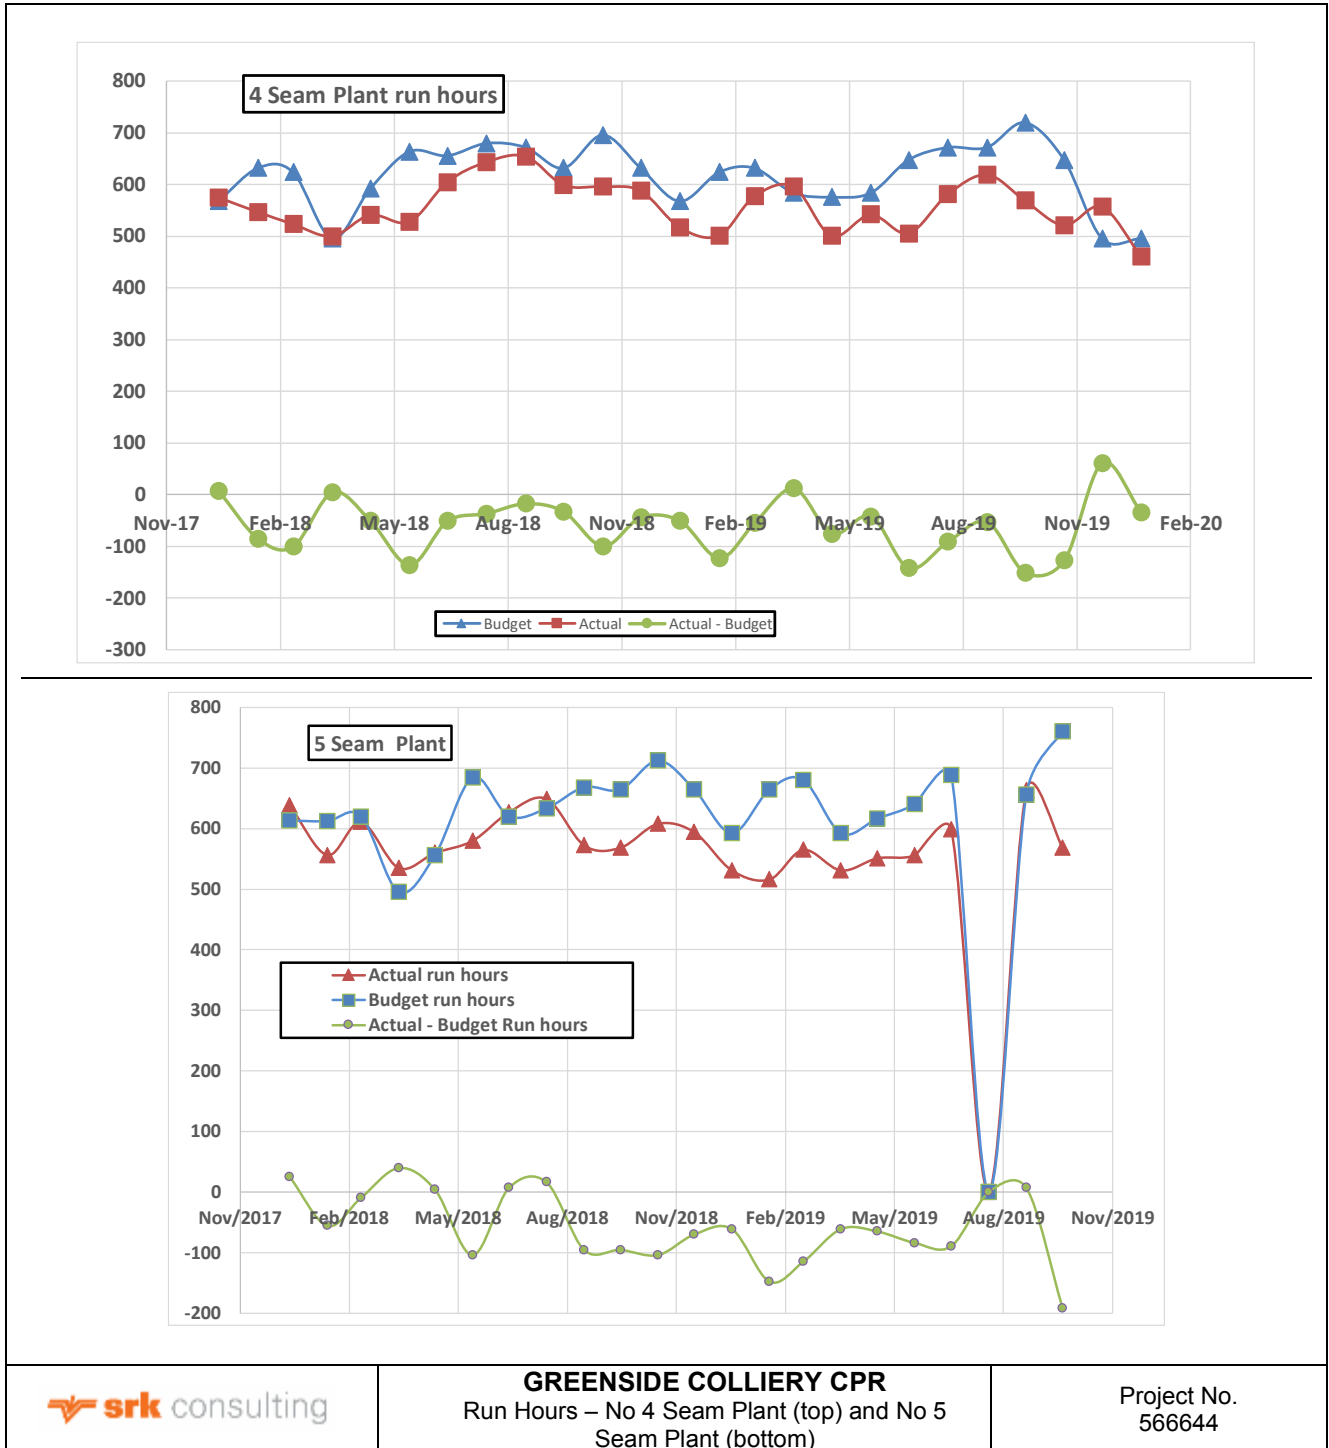 4 Seam Plant run hours
800
700
600
500
400
300
200
100
0
-100
-200
-300
Nov-17 Feb-18 May-18 Aug-18 Nov-18 Feb-19 May-19 Aug-19 Nov-19 Feb-20
Budget Actual Actual - Budget
5 Seam Plant
800
700
600
500
400
300
200
100
0
-100
-200
Nov/2017 Feb/2018 May/2018 Aug/2018 Nov/2018 Feb/2019 May/2019 Aug/2019 Nov/2019
Actual run hours
Budget run hours
Actual - Budget Run hours
srk consulting
GREENSIDE COLLIERY CPR
Run Hours – No 4 Seam Plant (top) and No 5
Seam Plant (bottom)
Project No.
566644